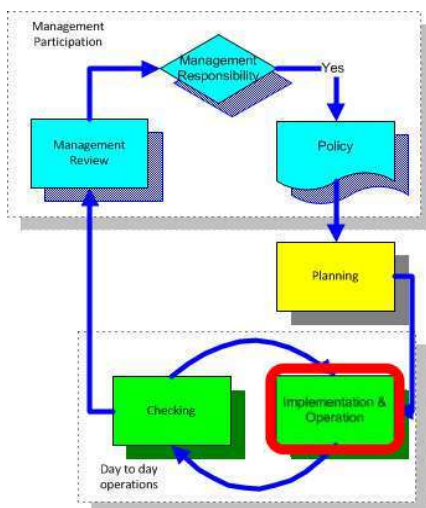 Management
Participation
Management
Responsibility
Yes
Management
Review
Policy
Planning
Checking
Implementation &
Operation
Day to day
operations